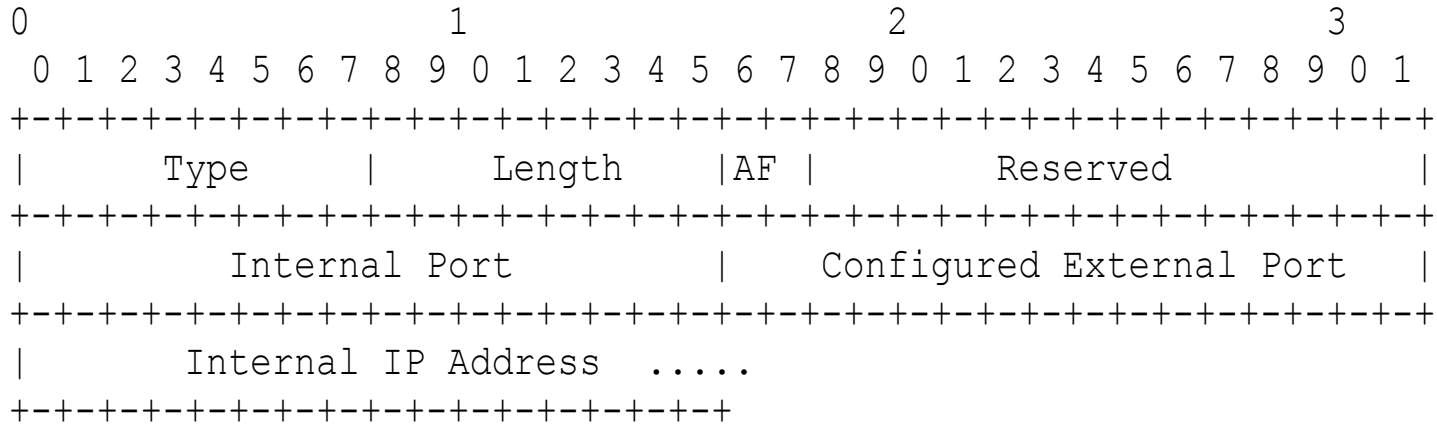 0                   1                   2                   3
 0 1 2 3 4 5 6 7 8 9 0 1 2 3 4 5 6 7 8 9 0 1 2 3 4 5 6 7 8 9 0 1
+-+-+-+-+-+-+-+-+-+-+-+-+-+-+-+-+-+-+-+-+-+-+-+-+-+-+-+-+-+-+-+-+
|      Type     |     Length    |AF |        Reserved           |
+-+-+-+-+-+-+-+-+-+-+-+-+-+-+-+-+-+-+-+-+-+-+-+-+-+-+-+-+-+-+-+-+
|         Internal Port         |    Configured External Port   |
+-+-+-+-+-+-+-+-+-+-+-+-+-+-+-+-+-+-+-+-+-+-+-+-+-+-+-+-+-+-+-+-+
|       Internal IP Address  .....
+-+-+-+-+-+-+-+-+-+-+-+-+-+-+-+-+